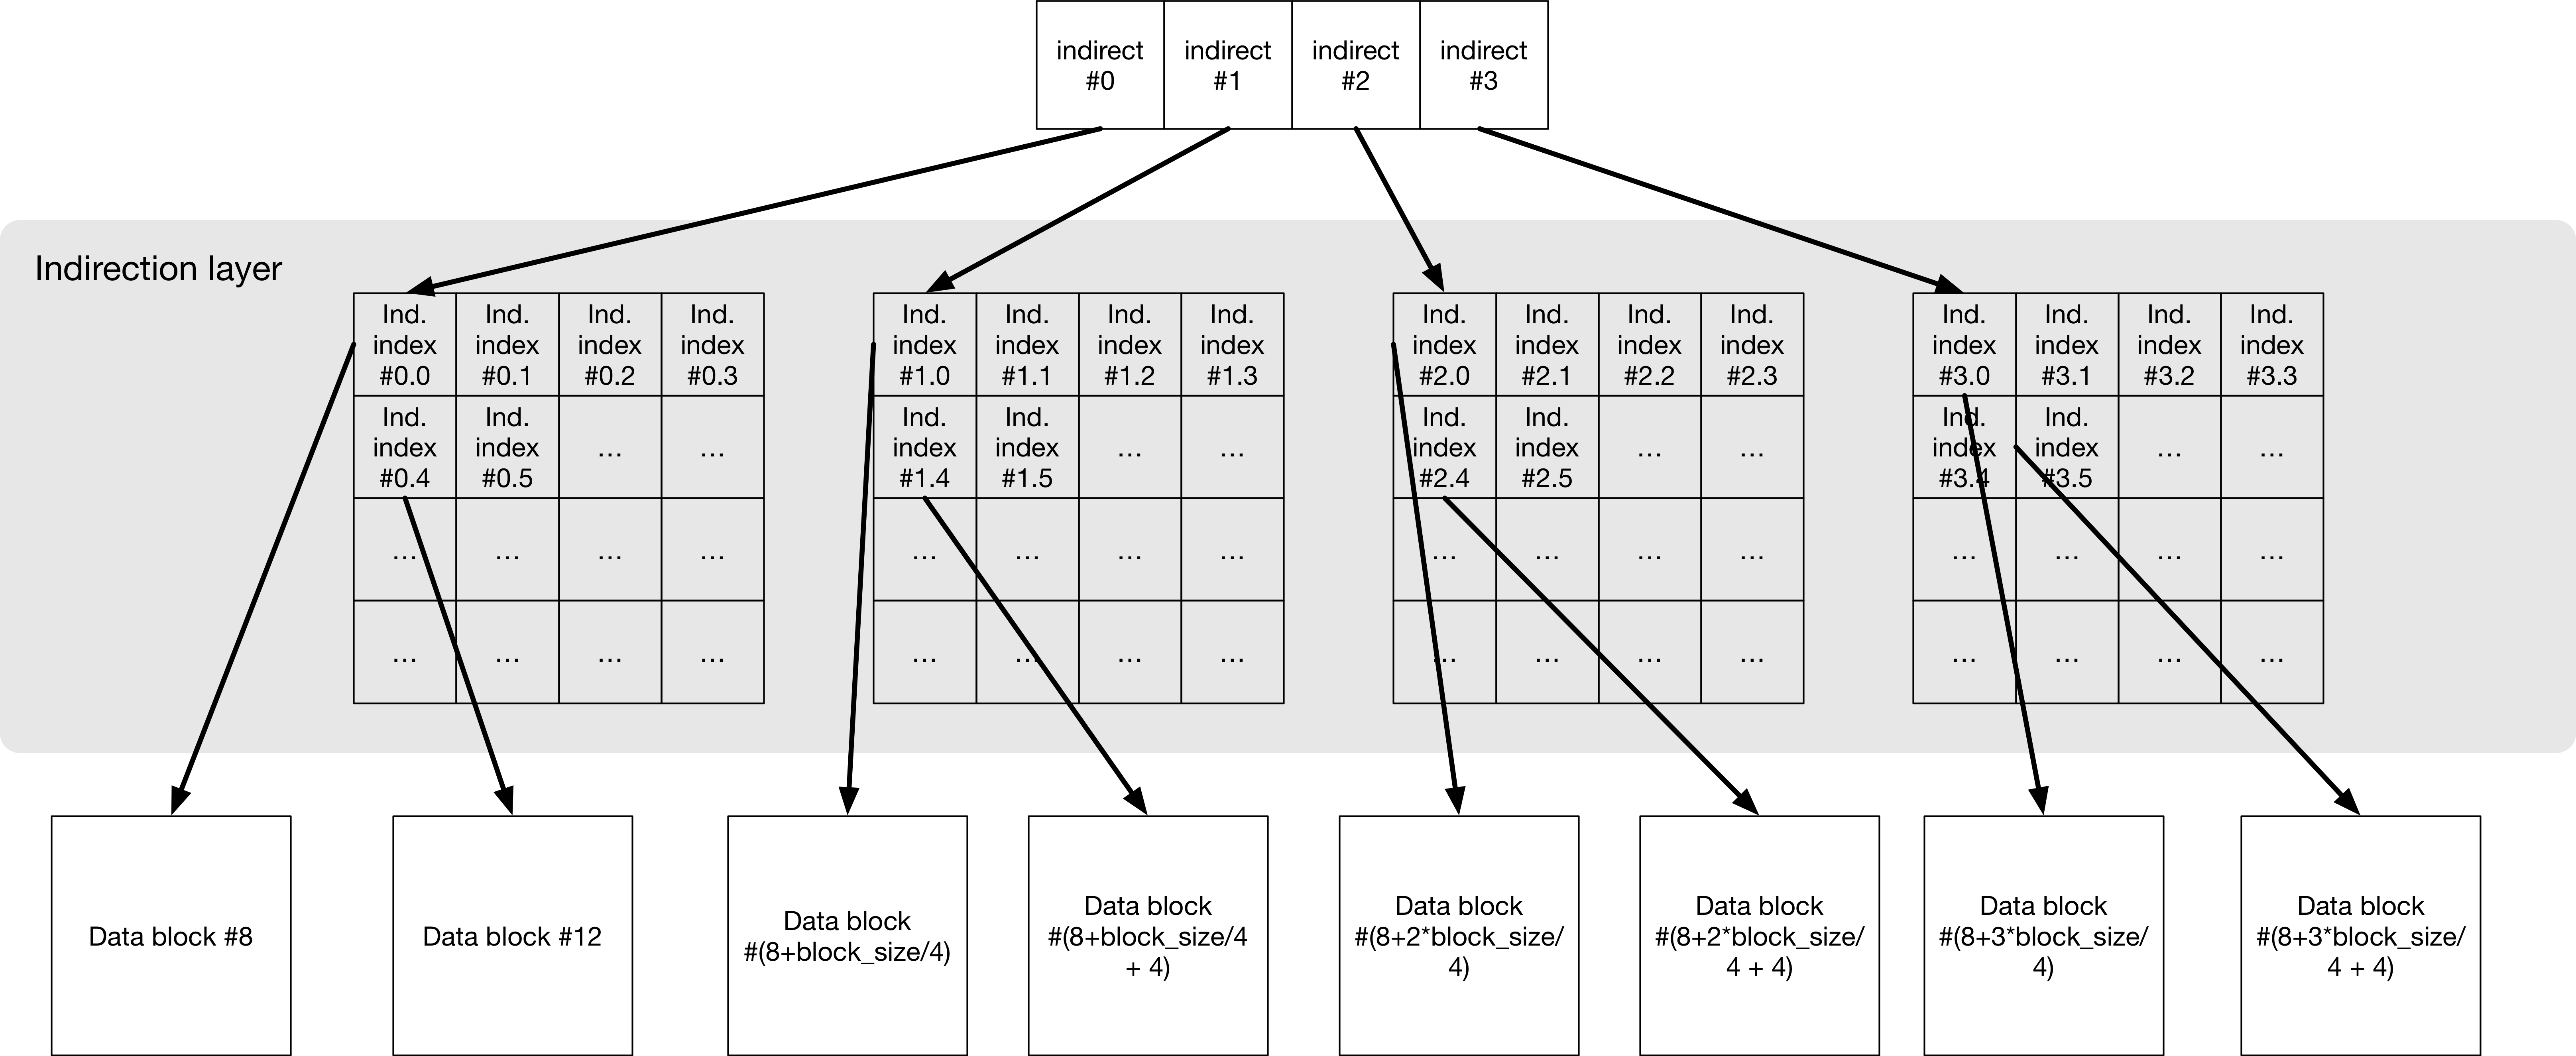 indirect
#0
indirect
#1
indirect
#2
indirect
#3
Indirection layer
Ind.
index
#0.0
Ind.
index
#0.1
Ind.
index
#0.2
Ind.
index
#0.3
Ind.
index
#0.4
Ind.
index
#0.5
...
...
...
...
...
...
...
...
...
...
Ind.
index
#1.0
Ind.
index
#1.1
Ind.
index
#1.2
Ind.
index
#1.3
Ind.
index
#1.4
Ind.
index
#1.5
...
...
...
...
...
...
...
...
...
...
Ind.
index
#2.0
Ind.
index
#2.1
Ind.
index
#2.2
Ind.
index
#2.3
Ind.
index
#2.4
Ind.
index
#2.5
...
...
...
...
...
...
...
...
...
...
Ind.
index
#3.0
Ind.
index
#3.1
Ind.
index
#3.2
Ind.
index
#3.3
Ind.
index
#3.4
Ind.
index
#3.5
...
...
...
...
...
...
...
...
...
...
Data block #8
Data block #12
Data block
#(8+block_size/4)
Data block
#(8+block_size/4
+ 4)
Data block
#(8+2*block_size/
4)
Data block
#(8+2*block_size/
4 + 4)
Data block
#(8+3*block_size/
4)
Data block
#(8+3*block_size/
4 + 4)